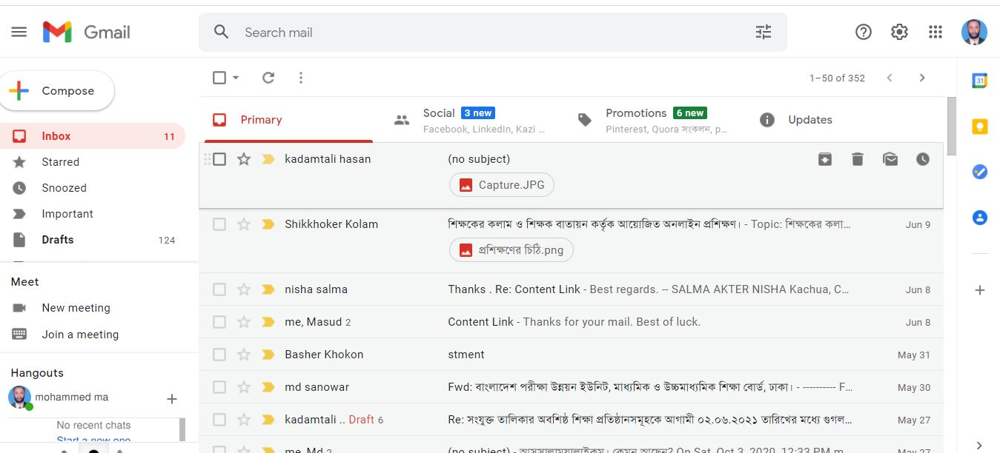 Gmail
Search mail
Compose
1–50 of 352
Inbox 11
Starred
Snoozed
Important
Drafts 124
Meet
New meeting
Join a meeting
Hangouts
mohammed ma
No recent chats
Start a new one
Primary
Social 3 new
Facebook, LinkedIn, Kazi ...
Promotions 6 new
Pinterest, Quora সংকলন, p...
Updates
kadamtali hasan (no subject)
Capture.JPG
Shikkhoker Kolam শিক্ষকের কলাম ও শিক্ষক বাতায়ন কর্তৃক আয়োজিত অনলাইন প্রশিক্ষণ। - Topic: শিক্ষকের কলা... Jun 9
প্রশিক্ষণের চিঠি.png
nisha salma Thanks . Re: Content Link - Best regards. -- SALMA AKTER NISHA Kachua, C... Jun 8
me, Masud 2 Content Link - Thanks for your mail. Best of luck. Jun 8
Basher Khokon stment May 31
md sanowar Fwd: বাংলাদেশ পরীক্ষা উন্নয়ন ইউনিট, মাধ্যমিক ও উচ্চমাধ্যমিক শিক্ষা বোর্ড, ঢাকা। - ---------- F... May 30
kadamtali .. Draft 6 Re: সংযুক্ত তালিকার অবশিষ্ঠ শিক্ষা প্রতিষ্ঠানসমূহকে আগামী ০২.০৬.২০২১ তারিখের মধ্যে গুগল... May 27
me, Md 2 (no subject) - আসসালামুয়ালাইকুম। কেমন আছেন? On Sat, Oct 3, 2020, 12:33 PM m... May 27
31